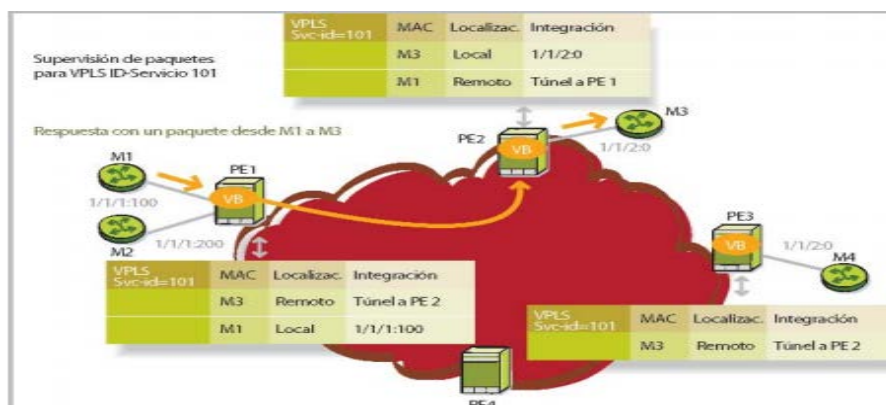 VPLS
Svc-id=101 MAC Localizac. Integración
M3 Local 1/1/2:0
M1 Remoto Túnel a PE 1
Supervisión de paquetes
para VPLS ID-Servicio 101
Respuesta con un paquete desde M1 a M3
M1
PE1
VB
1/1/1:100
M2
1/1/1:200
PE2
VB
M3
1/1/2:0
PE3
VB
1/1/2:0
M4
VPLS
Svc-id=101 MAC Localizac. Integración
M3 Remoto Túnel a PE 2
M1 Local 1/1/1:100
VPLS
Svc-id=101 MAC Localizac. Integración
M3 Remoto Túnel a PE 2
PE4